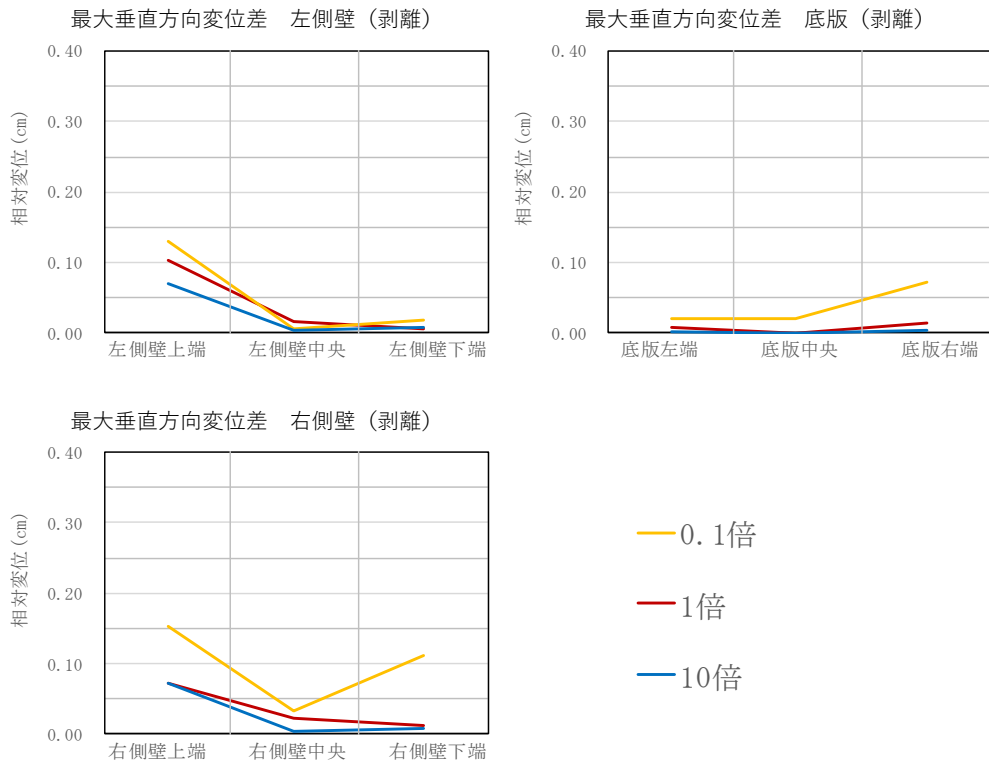 最大垂直方向変位差　左側壁（剥離）
相対変位(cm)
0.40
0.30
0.20
0.10
0.00
左側壁上端
左側壁中央
左側壁下端
最大垂直方向変位差　底版（剥離）
相対変位(cm)
0.40
0.30
0.20
0.10
0.00
底版左端
底版中央
底版右端
最大垂直方向変位差　右側壁（剥離）
相対変位(cm)
0.40
0.30
0.20
0.10
0.00
右側壁上端
右側壁中央
右側壁下端
0.1倍
1倍
10倍